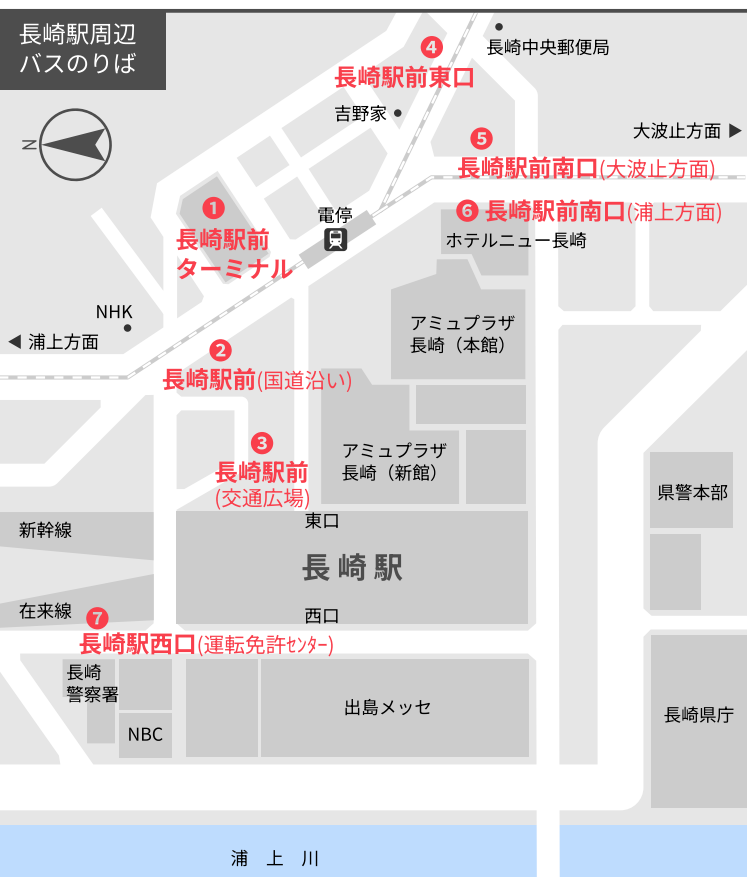 長崎駅周辺
バスのりば
N
長崎中央郵便局
❹
長崎駅前東口
吉野家
大波止方面 ▶
❺
長崎駅前南口(大波止方面)
❶
長崎駅前
ターミナル
電停
❻ 長崎駅前南口(浦上方面)
ホテルニュー長崎
NHK
◀ 浦上方面
アミュプラザ
長崎（本館）
❷
長崎駅前(国道沿い)
❸
長崎駅前
(交通広場)
アミュプラザ
長崎（新館）
県警本部
新幹線
東口
長崎駅
在来線
西口
❼
長崎駅西口(運転免許ｾﾝﾀｰ)
長崎
警察署
NBC
出島メッセ
長崎県庁
浦上川